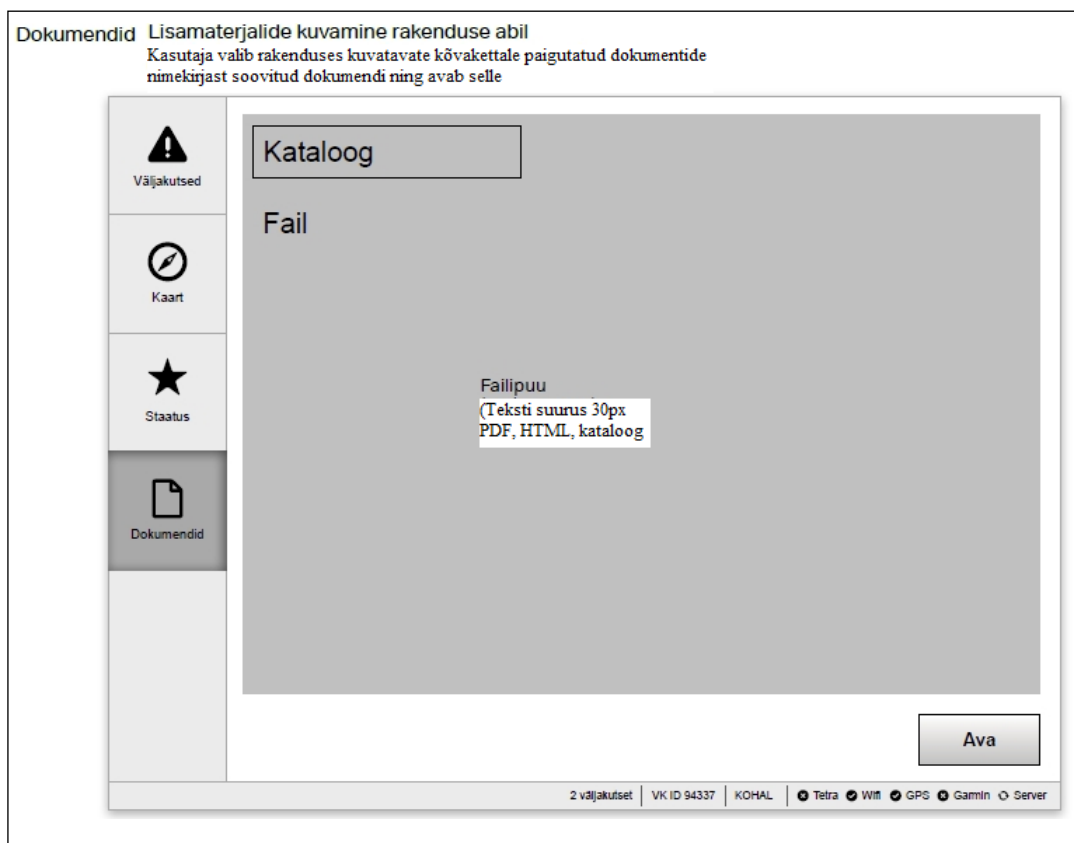 Dokumendid Lisamaterjalide kuvamine rakenduse abil
Kasutaja valib rakenduses kuvatavate kõvakettale paigutatud dokumentide
nimekirjast soovitud dokumendi ning avab selle
Väljakutsed
Kaart
Staatus
Dokumendid
Kataloog
Fail
Failipuu
(Teksti suurus 30px
PDF, HTML, kataloog
Ava
2 väljakutset VK ID 94337 KOHAL Tetra Wifi GPS Garmin Server